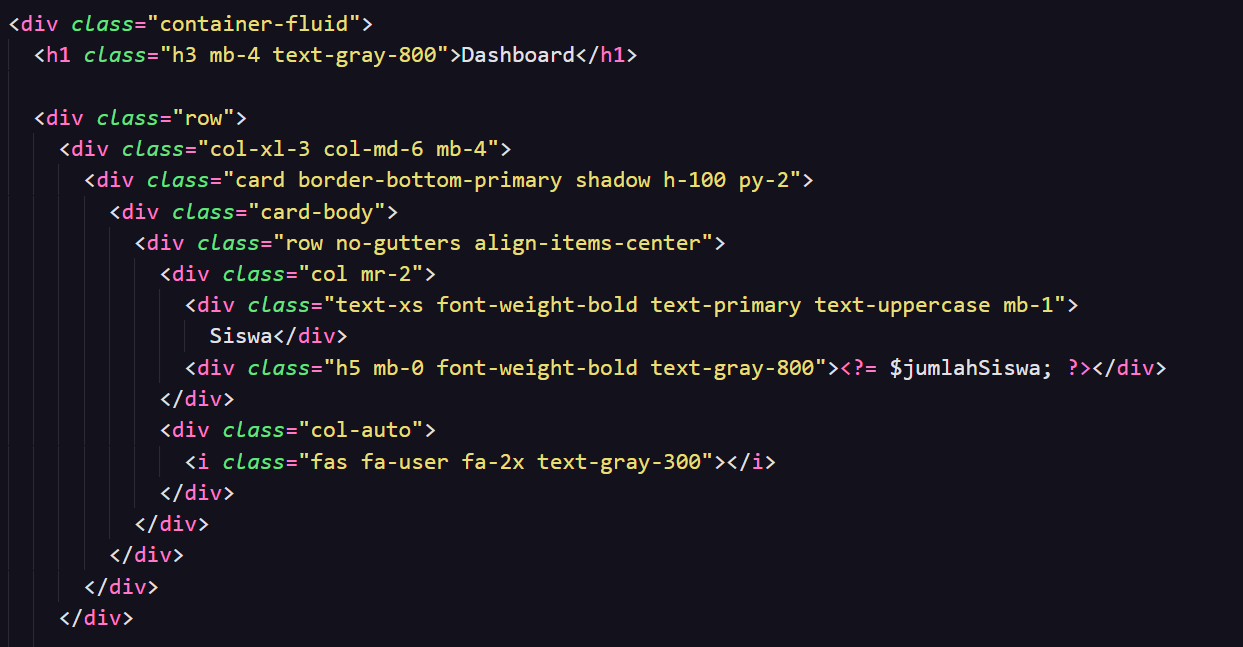 <div class="container-fluid">
<h1 class="h3 mb-4 text-gray-800">Dashboard</h1>
<div class="row">
<div class="col-xl-3 col-md-6 mb-4">
<div class="card border-bottom-primary shadow h-100 py-2">
<div class="card-body">
<div class="row no-gutters align-items-center">
<div class="col mr-2">
<div class="text-xs font-weight-bold text-primary text-uppercase mb-1">
Siswa</div>
<div class="h5 mb-0 font-weight-bold text-gray-800"><?= $jumlahSiswa; ?></div>
</div>
<div class="col-auto">
<i class="fas fa-user fa-2x text-gray-300"></i>
</div>
</div>
</div>
</div>
</div>